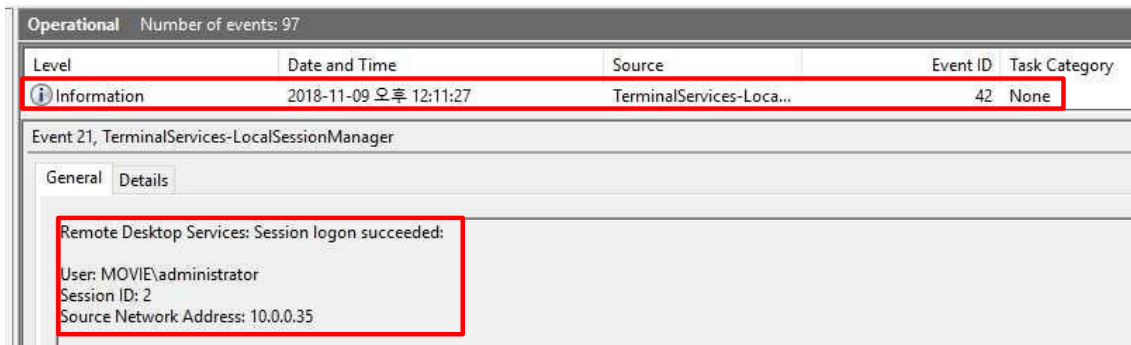 Operational Number of events: 97
Level Date and Time Source Event ID Task Category
Information 2018-11-09 오후 12:11:27 TerminalServices-Loca... 42 None
Event 21, TerminalServices-LocalSessionManager
General Details
Remote Desktop Services: Session logon succeeded:
User: MOVIE\administrator
Session ID: 2
Source Network Address: 10.0.0.35